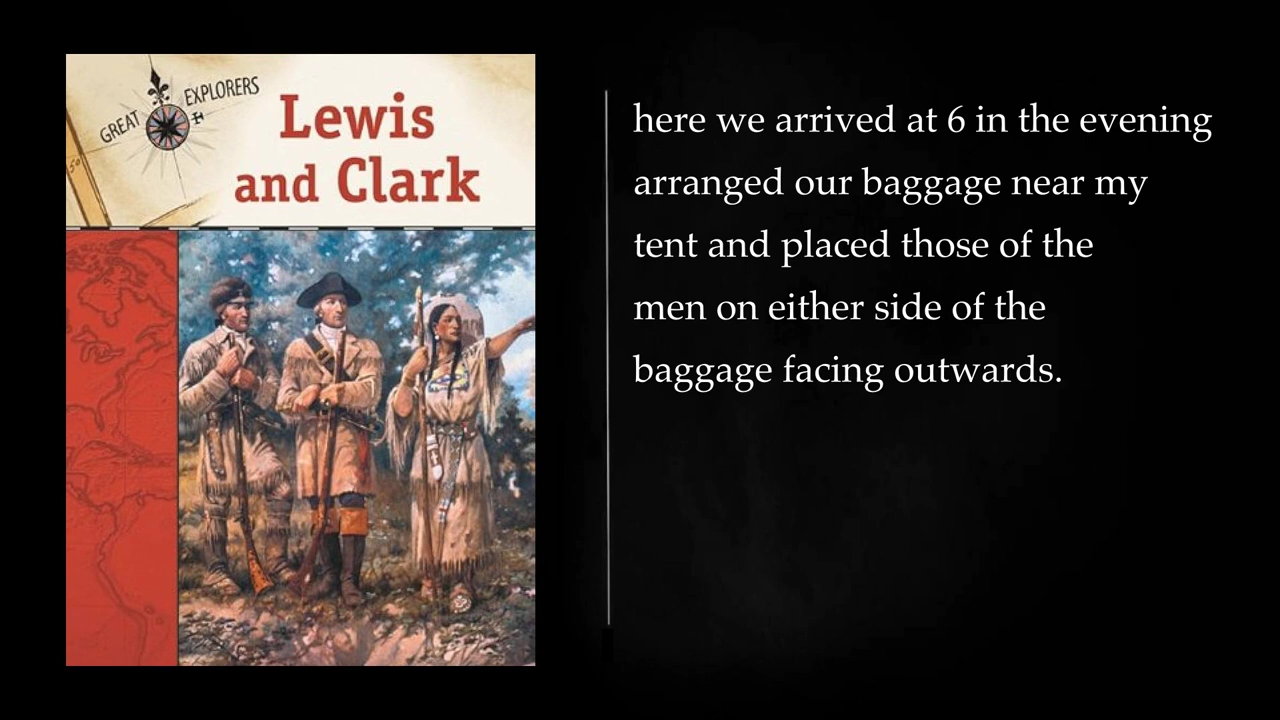 GREAT EXPLORERS
Lewis
and Clark
50
here we arrived at 6 in the evening
arranged our baggage near my
tent and placed those of the
men on either side of the
baggage facing outwards.